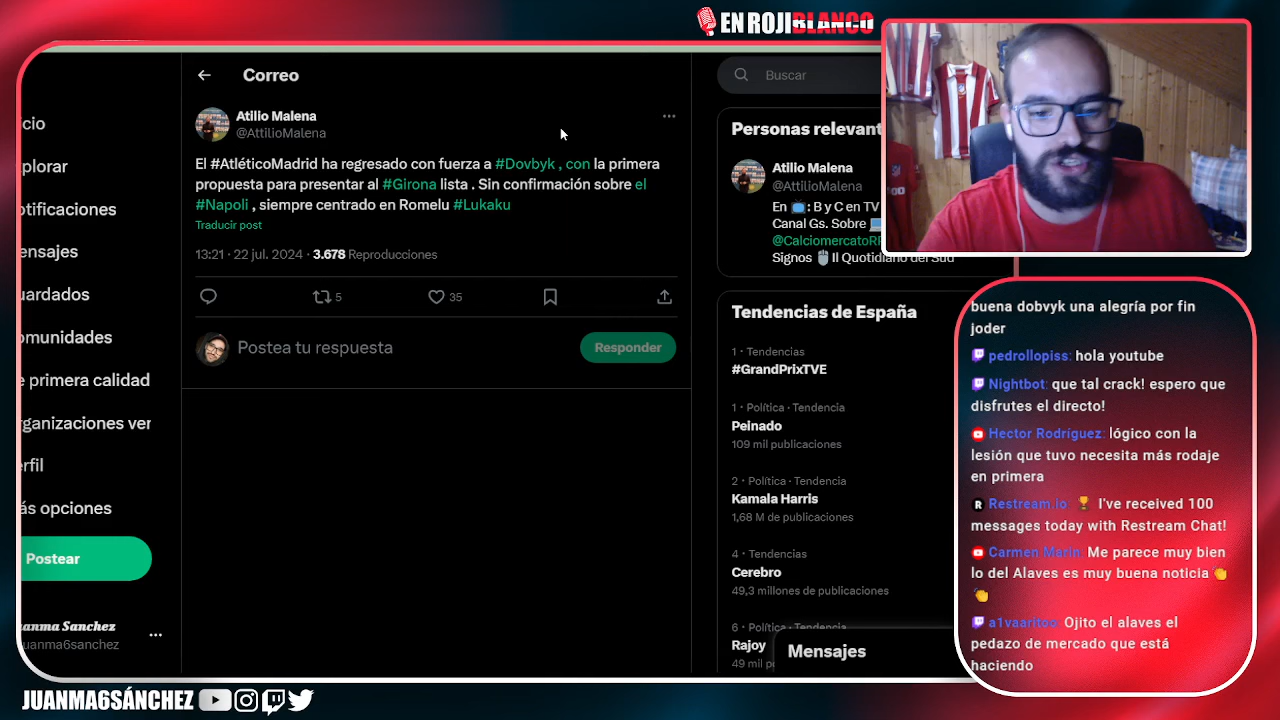 EN ROJIBLANCO
cio
plorar
otificaciones
ensajes
uardados
omunidades
e primera calidad
rganizaciones ver
erfil
ás opciones
Postear
anma Sanchez
uanma6sanchez
Correo
Atilio Malena
@AttilioMalena
El #AtléticoMadrid ha regresado con fuerza a #Dovbyk , con la primera
propuesta para presentar al #Girona lista . Sin confirmación sobre el
#Napoli , siempre centrado en Romelu #Lukaku
Traducir post
13:21 · 22 jul. 2024 · 3.678 Reproducciones
5
35
Postea tu respuesta
Responder
Buscar
Personas relevant
Atilio Malena
@AttilioMalena
En 📺: B y C en TV
Canal Gs. Sobre 💻
@CalciomercatoRF
Signos 🖱️ Il Quotidiano del Sud
Tendencias de España
1 · Tendencias
#GrandPrixTVE
1 · Política · Tendencia
Peinado
109 mil publicaciones
2 · Política · Tendencia
Kamala Harris
1,68 M de publicaciones
4 · Tendencias
Cerebro
49,3 millones de publicaciones
6 · Política · Tendencia
Rajoy
49 mil p
Mensajes
buena dobvyk una alegría por fin
joder
pedrollopiss: hola youtube
Nightbot: que tal crack! espero que
disfrutes el directo!
Hector Rodríguez: lógico con la
lesión que tuvo necesita más rodaje
en primera
Restream.io: 🏆 I've received 100
messages today with Restream Chat!
Carmen Marin: Me parece muy bien
lo del Alaves es muy buena noticia 👏
👏
a1vaaritoo: Ojito el alaves el
pedazo de mercado que está
haciendo
JUANMA6SÁNCHEZ